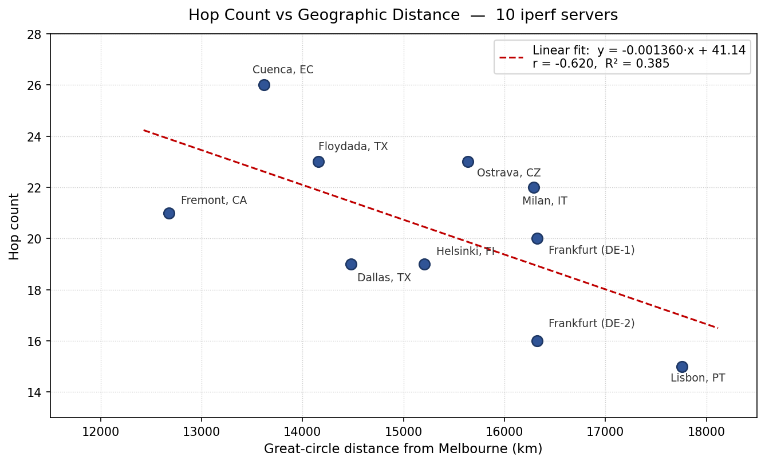 Hop Count vs Geographic Distance — 10 iperf servers
Linear fit: y = -0.001360·x + 41.14
r = -0.620, R² = 0.385
Cuenca, EC
Floydada, TX
Ostrava, CZ
Milan, IT
Fremont, CA
Helsinki, FI
Frankfurt (DE-1)
Dallas, TX
Frankfurt (DE-2)
Lisbon, PT
28
26
24
22
20
18
16
14
Hop count
12000 13000 14000 15000 16000 17000 18000
Great-circle distance from Melbourne (km)